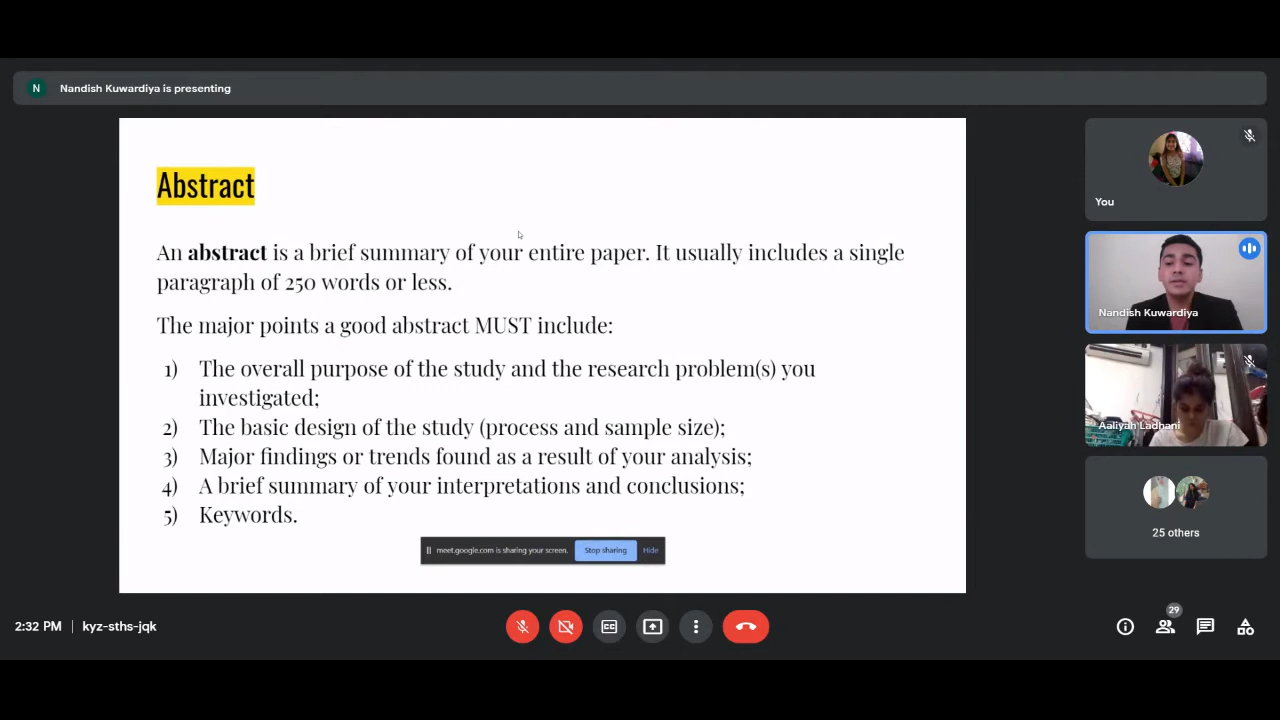 N Nandish Kuwardiya is presenting
Abstract
An abstract is a brief summary of your entire paper. It usually includes a single
paragraph of 250 words or less.
The major points a good abstract MUST include:
1) The overall purpose of the study and the research problem(s) you
investigated;
2) The basic design of the study (process and sample size);
3) Major findings or trends found as a result of your analysis;
4) A brief summary of your interpretations and conclusions;
5) Keywords.
meet.google.com is sharing your screen. Stop sharing Hide
You
Nandish Kuwardiya
Aaliyah Ladhani
25 others
2:32 PM | kyz-sths-jqk
CC
29